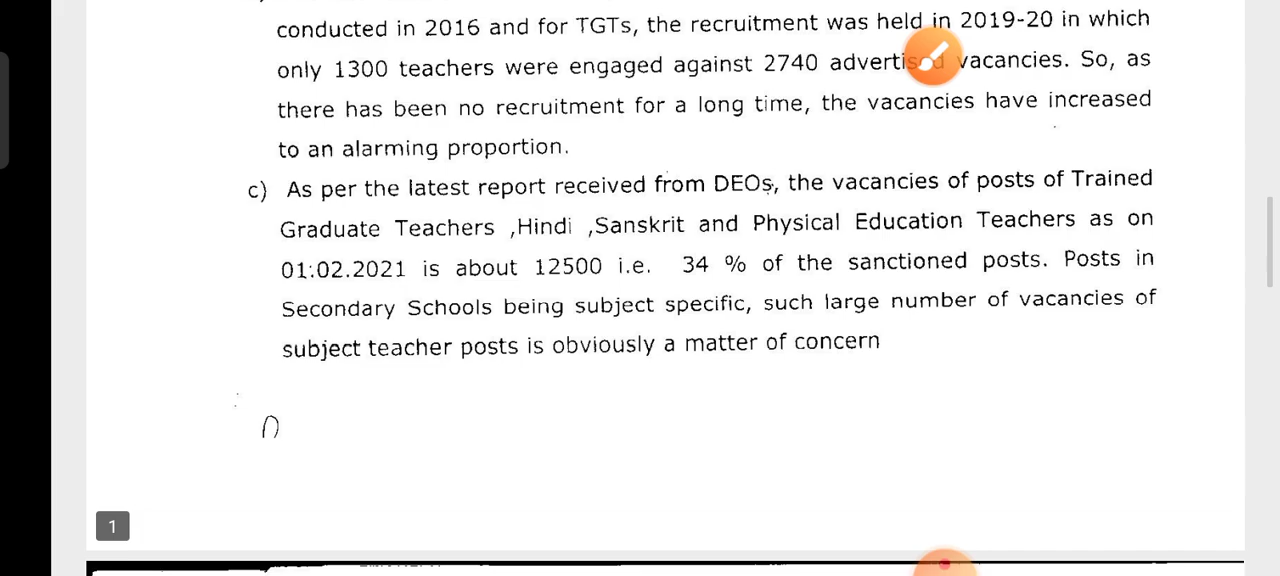 conducted in 2016 and for TGTs, the recruitment was held in 2019-20 in which
only 1300 teachers were engaged against 2740 vacancies. So, as
there has been no recruitment for a long time, the vacancies have increased
to an alarming proportion.
c) As per the latest report received from DEOs, the vacancies of posts of Trained
Graduate Teachers ,Hindi ,Sanskrit and Physical Education Teachers as on
01.02.2021 is about 12500 i.e. 34 % of the sanctioned posts. Posts in
Secondary Schools being subject specific, such large number of vacancies of
subject teacher posts is obviously a matter of concern
1